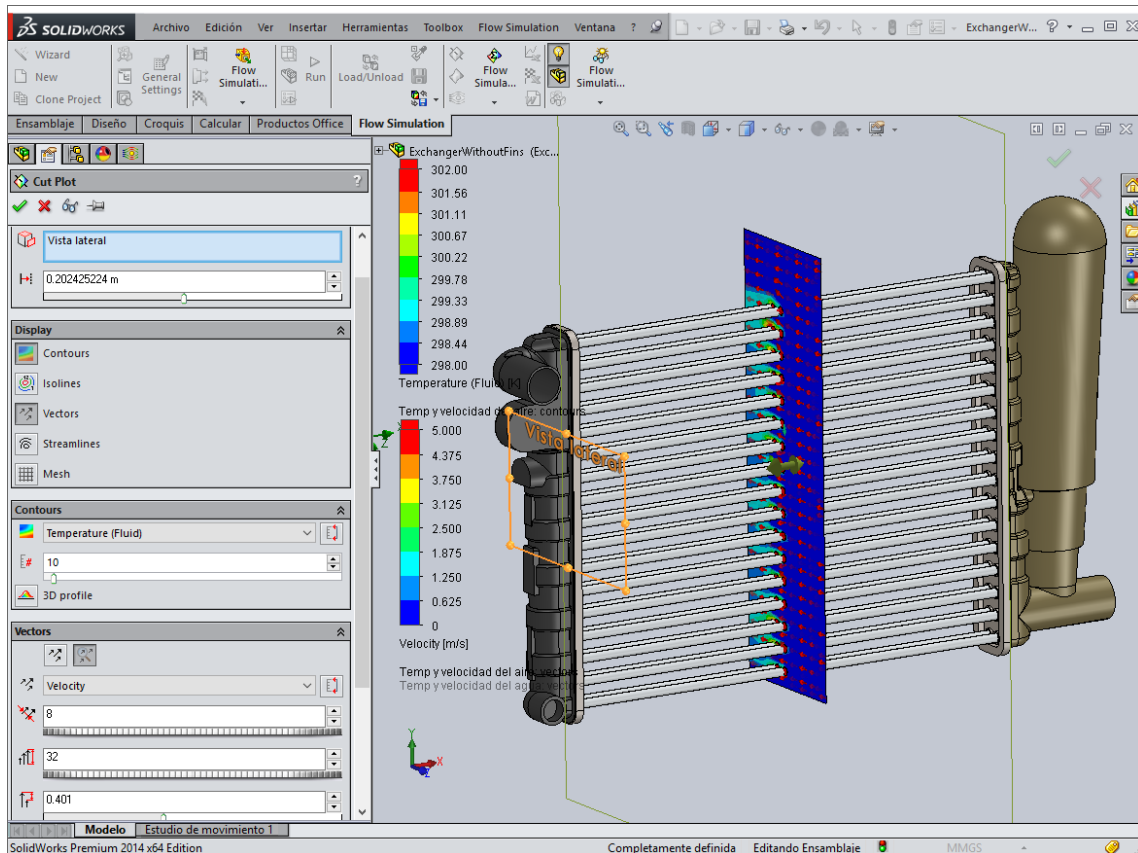 SOLIDWORKS Archivo Edición Ver Insertar Herramientas Toolbox Flow Simulation Ventana ? ExchangerW... ?
Wizard
New
Clone Project
General Settings
Flow Simulati...
Run
Load/Unload
Flow Simula...
Flow Simulati...
Ensamblaje Diseño Croquis Calcular Productos Office Flow Simulation
Cut Plot ?
Vista lateral
0.202425224 m
Display
Contours
Isolines
Vectors
Streamlines
Mesh
Contours
Temperature (Fluid)
10
3D profile
Vectors
Velocity
8
32
0.401
ExchangerWithoutFins (Exc...
302.00
301.56
301.11
300.67
300.22
299.78
299.33
298.89
298.44
298.00
Temperature (Fluid) [K]
Temp y velocidad del aire: contours
5.000
4.375
3.750
3.125
2.500
1.875
1.250
0.625
0
Velocity [m/s]
Temp y velocidad del aire: vectors
Temp y velocidad del agua: vectors
Vista lateral
Z
Y
X
Z
Modelo Estudio de movimiento 1
SolidWorks Premium 2014 x64 Edition Completamente definida Editando Ensamblaje MMGS